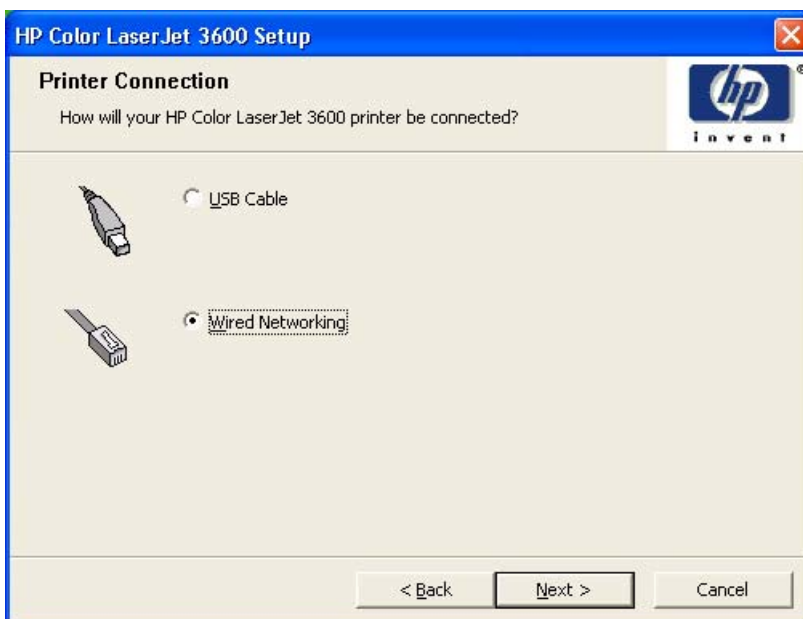 HP Color LaserJet 3600 Setup
Printer Connection
How will your HP Color LaserJet 3600 printer be connected?
hp
®
invent
USB Cable
Wired Networking
< Back
Next >
Cancel